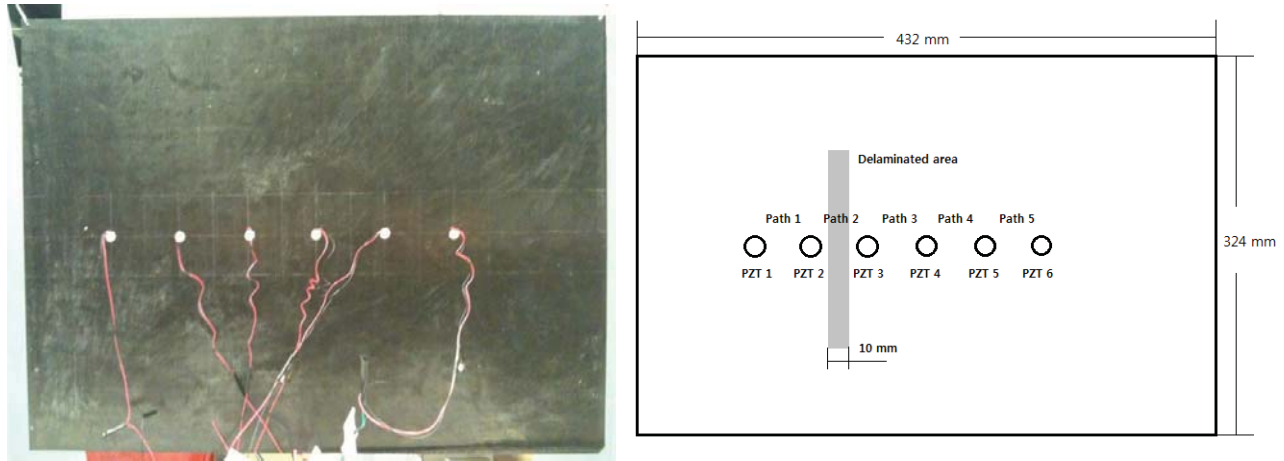 432 mm
Delaminated area
Path 1 Path 2 Path 3 Path 4 Path 5
324 mm
PZT 1 PZT 2 PZT 3 PZT 4 PZT 5 PZT 6
10 mm